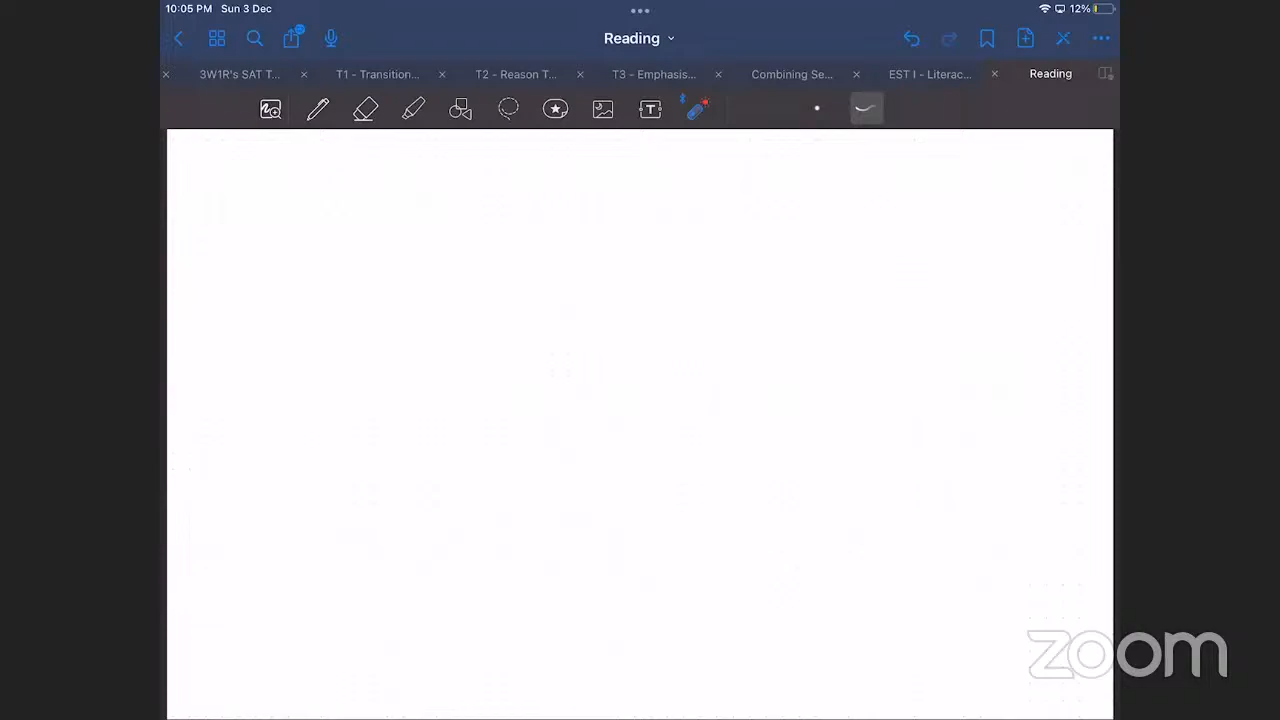 10:05 PM Sun 3 Dec
12%
Reading
3W1R's SAT T...
T1 - Transition...
T2 - Reason T...
T3 - Emphasis...
Combining Se...
EST I - Literac...
Reading
T
zoom